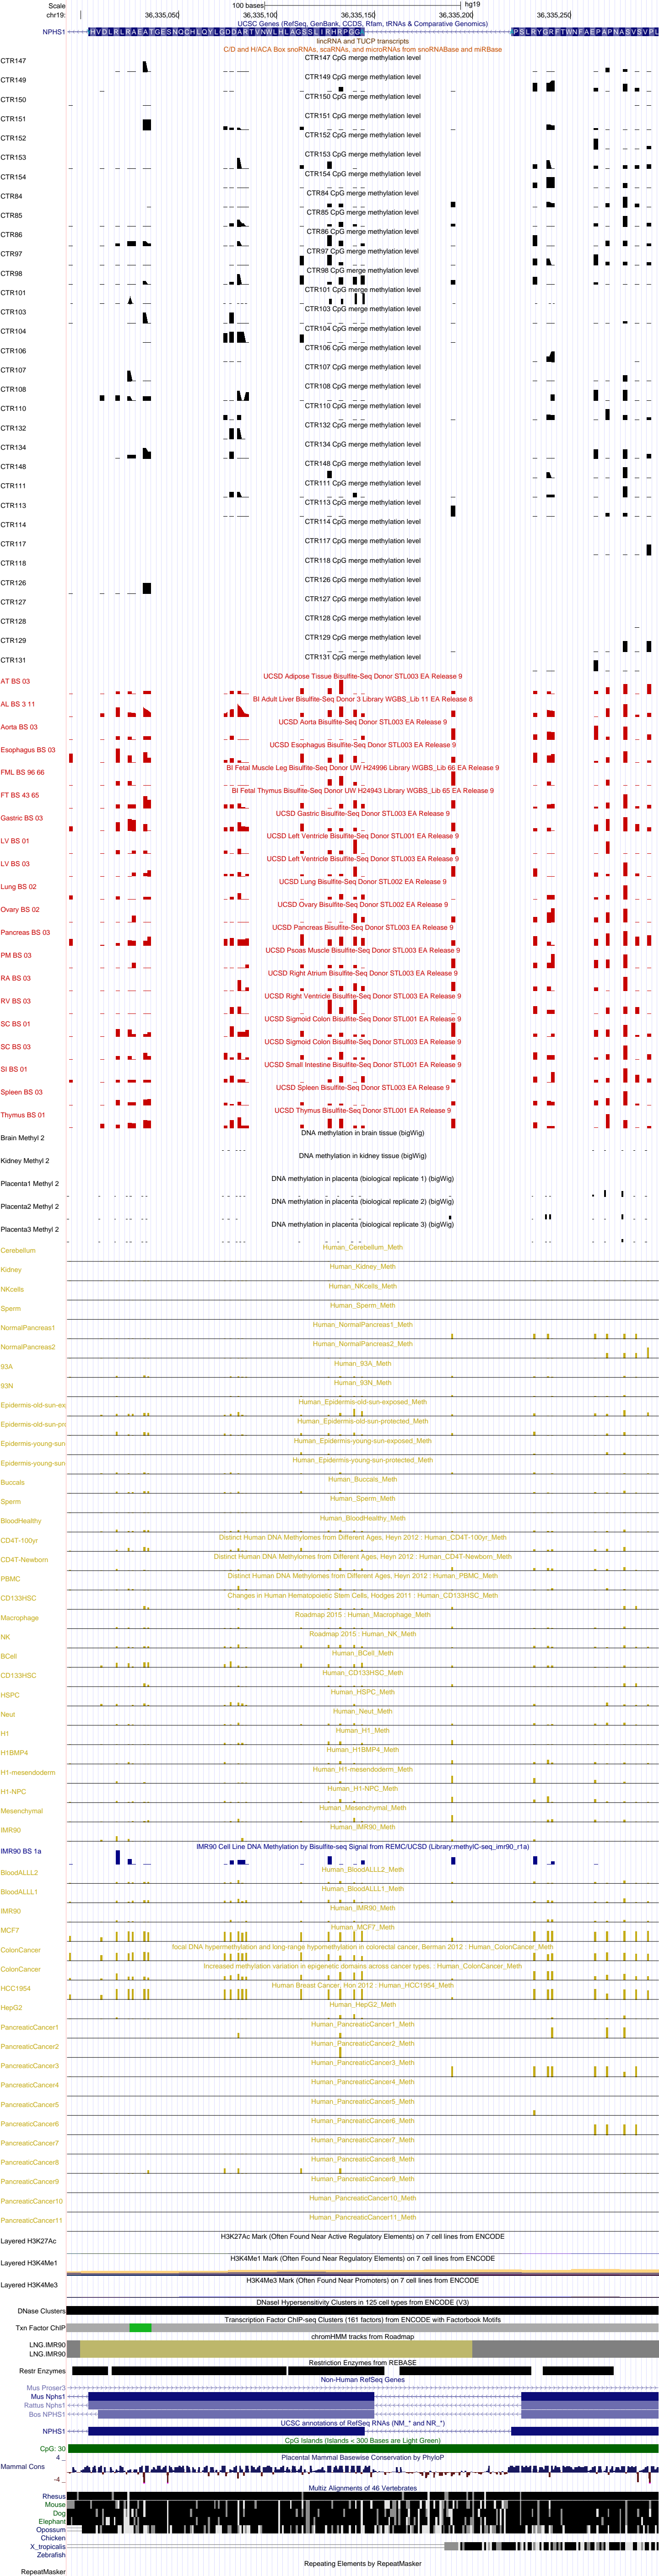 Scale 100 bases hg19
chr19: 36,335,050 36,335,100 36,335,150 36,335,200 36,335,250
UCSC Genes (RefSeq, GenBank, CCDS, Rfam, tRNAs & Comparative Genomics)
NPHS1 HVDLRLRAEATGESNQCHLQYLGDDARTVNWLHLAGSSLIRHRPGG PSLRYGRFTWNFAEPAPNASVSVPL
lincRNA and TUCP transcripts
C/D and H/ACA Box snoRNAs, scaRNAs, and microRNAs from snoRNABase and miRBase
CTR147 CTR147 CpG merge methylation level
CTR149 CTR149 CpG merge methylation level
CTR150 CTR150 CpG merge methylation level
CTR151 CTR151 CpG merge methylation level
CTR152 CTR152 CpG merge methylation level
CTR153 CTR153 CpG merge methylation level
CTR154 CTR154 CpG merge methylation level
CTR84 CTR84 CpG merge methylation level
CTR85 CTR85 CpG merge methylation level
CTR86 CTR86 CpG merge methylation level
CTR97 CTR97 CpG merge methylation level
CTR98 CTR98 CpG merge methylation level
CTR101 CTR101 CpG merge methylation level
CTR103 CTR103 CpG merge methylation level
CTR104 CTR104 CpG merge methylation level
CTR106 CTR106 CpG merge methylation level
CTR107 CTR107 CpG merge methylation level
CTR108 CTR108 CpG merge methylation level
CTR110 CTR110 CpG merge methylation level
CTR132 CTR132 CpG merge methylation level
CTR134 CTR134 CpG merge methylation level
CTR148 CTR148 CpG merge methylation level
CTR111 CTR111 CpG merge methylation level
CTR113 CTR113 CpG merge methylation level
CTR114 CTR114 CpG merge methylation level
CTR117 CTR117 CpG merge methylation level
CTR118 CTR118 CpG merge methylation level
CTR126 CTR126 CpG merge methylation level
CTR127 CTR127 CpG merge methylation level
CTR128 CTR128 CpG merge methylation level
CTR129 CTR129 CpG merge methylation level
CTR131 CTR131 CpG merge methylation level
AT BS 03 UCSD Adipose Tissue Bisulfite-Seq Donor STL003 EA Release 9
AL BS 3 11 BI Adult Liver Bisulfite-Seq Donor 3 Library WGBS_Lib 11 EA Release 8
Aorta BS 03 UCSD Aorta Bisulfite-Seq Donor STL003 EA Release 9
Esophagus BS 03 UCSD Esophagus Bisulfite-Seq Donor STL003 EA Release 9
FML BS 96 66 BI Fetal Muscle Leg Bisulfite-Seq Donor UW H24996 Library WGBS_Lib 66 EA Release 9
FT BS 43 65 BI Fetal Thymus Bisulfite-Seq Donor UW H24943 Library WGBS_Lib 65 EA Release 9
Gastric BS 03 UCSD Gastric Bisulfite-Seq Donor STL003 EA Release 9
LV BS 01 UCSD Left Ventricle Bisulfite-Seq Donor STL001 EA Release 9
LV BS 03 UCSD Left Ventricle Bisulfite-Seq Donor STL003 EA Release 9
Lung BS 02 UCSD Lung Bisulfite-Seq Donor STL002 EA Release 9
Ovary BS 02 UCSD Ovary Bisulfite-Seq Donor STL002 EA Release 9
Pancreas BS 03 UCSD Pancreas Bisulfite-Seq Donor STL003 EA Release 9
PM BS 03 UCSD Psoas Muscle Bisulfite-Seq Donor STL003 EA Release 9
RA BS 03 UCSD Right Atrium Bisulfite-Seq Donor STL003 EA Release 9
RV BS 03 UCSD Right Ventricle Bisulfite-Seq Donor STL003 EA Release 9
SC BS 01 UCSD Sigmoid Colon Bisulfite-Seq Donor STL001 EA Release 9
SC BS 03 UCSD Sigmoid Colon Bisulfite-Seq Donor STL003 EA Release 9
SI BS 01 UCSD Small Intestine Bisulfite-Seq Donor STL001 EA Release 9
Spleen BS 03 UCSD Spleen Bisulfite-Seq Donor STL003 EA Release 9
Thymus BS 01 UCSD Thymus Bisulfite-Seq Donor STL001 EA Release 9
Brain Methyl 2 DNA methylation in brain tissue (bigWig)
Kidney Methyl 2 DNA methylation in kidney tissue (bigWig)
Placenta1 Methyl 2 DNA methylation in placenta (biological replicate 1) (bigWig)
Placenta2 Methyl 2 DNA methylation in placenta (biological replicate 2) (bigWig)
Placenta3 Methyl 2 DNA methylation in placenta (biological replicate 3) (bigWig)
Cerebellum Human_Cerebellum_Meth
Kidney Human_Kidney_Meth
NKcells Human_NKcells_Meth
Sperm Human_Sperm_Meth
NormalPancreas1 Human_NormalPancreas1_Meth
NormalPancreas2 Human_NormalPancreas2_Meth
93A Human_93A_Meth
93N Human_93N_Meth
Epidermis-old-sun-ex Human_Epidermis-old-sun-exposed_Meth
Epidermis-old-sun-pr Human_Epidermis-old-sun-protected_Meth
Epidermis-young-sun Human_Epidermis-young-sun-exposed_Meth
Epidermis-young-sun Human_Epidermis-young-sun-protected_Meth
Buccals Human_Buccals_Meth
Sperm Human_Sperm_Meth
BloodHealthy Human_BloodHealthy_Meth
CD4T-100yr Distinct Human DNA Methylomes from Different Ages, Heyn 2012 : Human_CD4T-100yr_Meth
CD4T-Newborn Distinct Human DNA Methylomes from Different Ages, Heyn 2012 : Human_CD4T-Newborn_Meth
PBMC Distinct Human DNA Methylomes from Different Ages, Heyn 2012 : Human_PBMC_Meth
CD133HSC Changes in Human Hematopoietic Stem Cells, Hodges 2011 : Human_CD133HSC_Meth
Macrophage Roadmap 2015 : Human_Macrophage_Meth
NK Roadmap 2015 : Human_NK_Meth
BCell Human_BCell_Meth
CD133HSC Human_CD133HSC_Meth
HSPC Human_HSPC_Meth
Neut Human_Neut_Meth
H1 Human_H1_Meth
H1BMP4 Human_H1BMP4_Meth
H1-mesendoderm Human_H1-mesendoderm_Meth
H1-NPC Human_H1-NPC_Meth
Mesenchymal Human_Mesenchymal_Meth
IMR90 Human_IMR90_Meth
IMR90 BS 1a IMR90 Cell Line DNA Methylation by Bisulfite-seq Signal from REMC/UCSD (Library:methylC-seq_imr90_r1a)
BloodALLL2 Human_BloodALLL2_Meth
BloodALLL1 Human_BloodALLL1_Meth
IMR90 Human_IMR90_Meth
MCF7 Human_MCF7_Meth
ColonCancer focal DNA hypermethylation and long-range hypomethylation in colorectal cancer, Berman 2012 : Human_ColonCancer_Meth
ColonCancer Increased methylation variation in epigenetic domains across cancer types. : Human_ColonCancer_Meth
HCC1954 Human Breast Cancer, Hon 2012 : Human_HCC1954_Meth
HepG2 Human_HepG2_Meth
PancreaticCancer1 Human_PancreaticCancer1_Meth
PancreaticCancer2 Human_PancreaticCancer2_Meth
PancreaticCancer3 Human_PancreaticCancer3_Meth
PancreaticCancer4 Human_PancreaticCancer4_Meth
PancreaticCancer5 Human_PancreaticCancer5_Meth
PancreaticCancer6 Human_PancreaticCancer6_Meth
PancreaticCancer7 Human_PancreaticCancer7_Meth
PancreaticCancer8 Human_PancreaticCancer8_Meth
PancreaticCancer9 Human_PancreaticCancer9_Meth
PancreaticCancer10 Human_PancreaticCancer10_Meth
PancreaticCancer11 Human_PancreaticCancer11_Meth
Layered H3K27Ac H3K27Ac Mark (Often Found Near Active Regulatory Elements) on 7 cell lines from ENCODE
Layered H3K4Me1 H3K4Me1 Mark (Often Found Near Regulatory Elements) on 7 cell lines from ENCODE
Layered H3K4Me3 H3K4Me3 Mark (Often Found Near Promoters) on 7 cell lines from ENCODE
DNaseI Hypersensitivity Clusters in 125 cell types from ENCODE (V3)
DNase Clusters
Transcription Factor ChIP-seq Clusters (161 factors) from ENCODE with Factorbook Motifs
Txn Factor ChIP
chromHMM tracks from Roadmap
LNG.IMR90
LNG.IMR90
Restriction Enzymes from REBASE
Restr Enzymes
Non-Human RefSeq Genes
Mus Proser3
Mus Nphs1
Rattus Nphs1
Bos NPHS1
UCSC annotations of RefSeq RNAs (NM_* and NR_*)
NPHS1
CpG Islands (Islands < 300 Bases are Light Green)
CpG: 30
4 _ Placental Mammal Basewise Conservation by PhyloP
Mammal Cons
-4 _
Multiz Alignments of 46 Vertebrates
Rhesus
Mouse
Dog
Elephant
Opossum
Chicken
X_tropicalis
Zebrafish
Repeating Elements by RepeatMasker
RepeatMasker